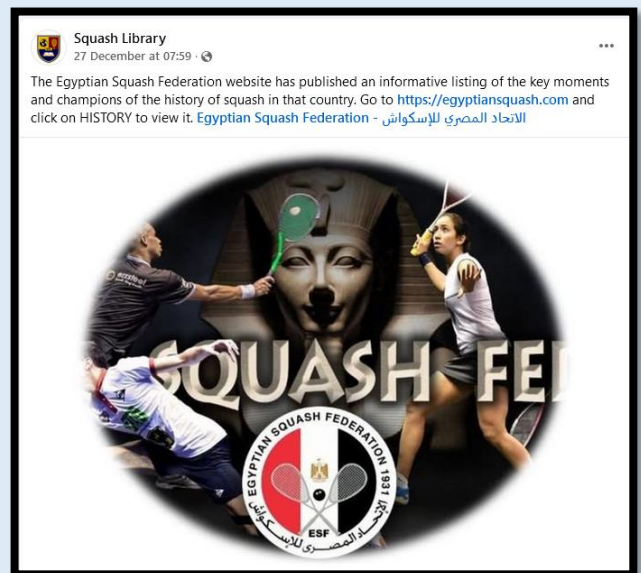 Squash Library
27 December at 07:59 ·
The Egyptian Squash Federation website has published an informative listing of the key moments
and champions of the history of squash in that country. Go to https://egyptiansquash.com and
click on HISTORY to view it. Egyptian Squash Federation - الاتحاد المصري للإسكواش
SQUASH FE
EGYPTIAN SQUASH FEDERATION 1931
ESF
الإتحاد المصرى للإسكواش